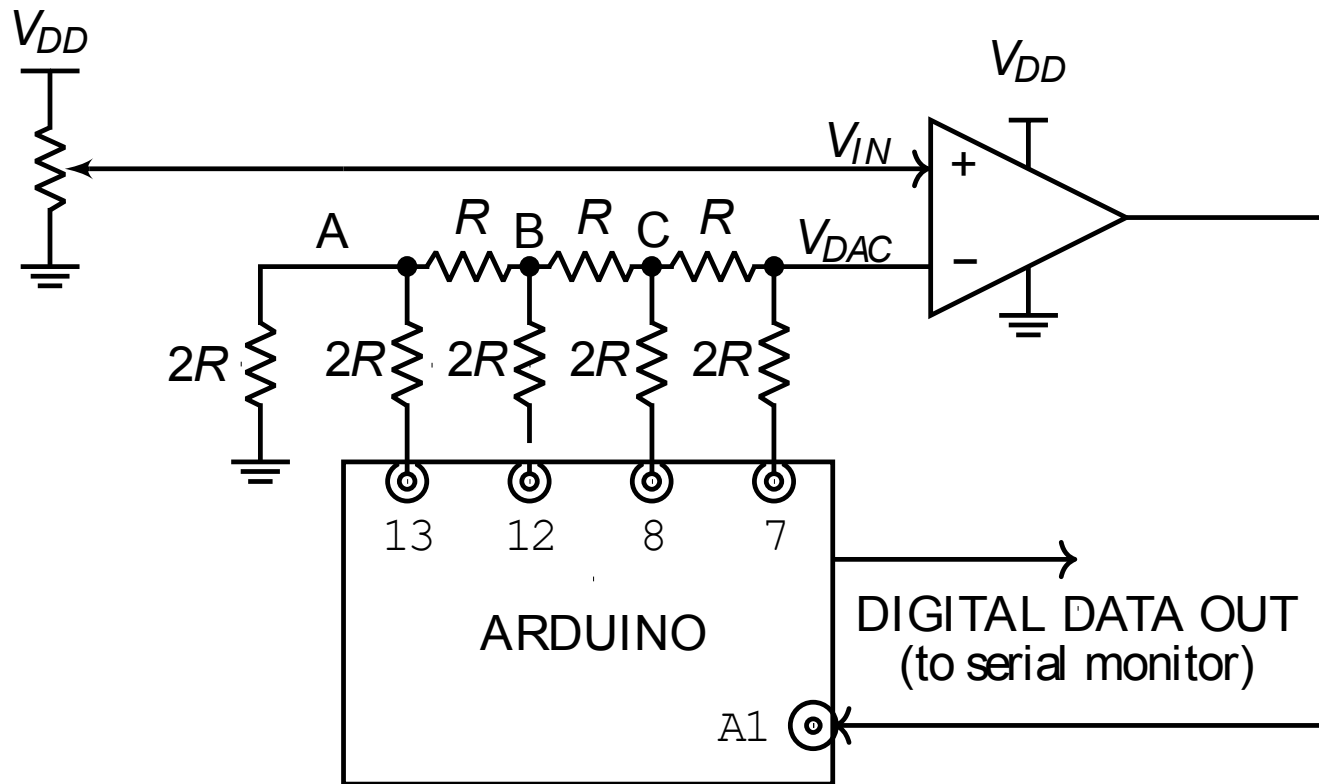 VDD
VDD
VIN
A R B R C R VDAC
+
−
2R 2R 2R 2R 2R
13 12 8 7
ARDUINO
DIGITAL DATA OUT
(to serial monitor)
A1